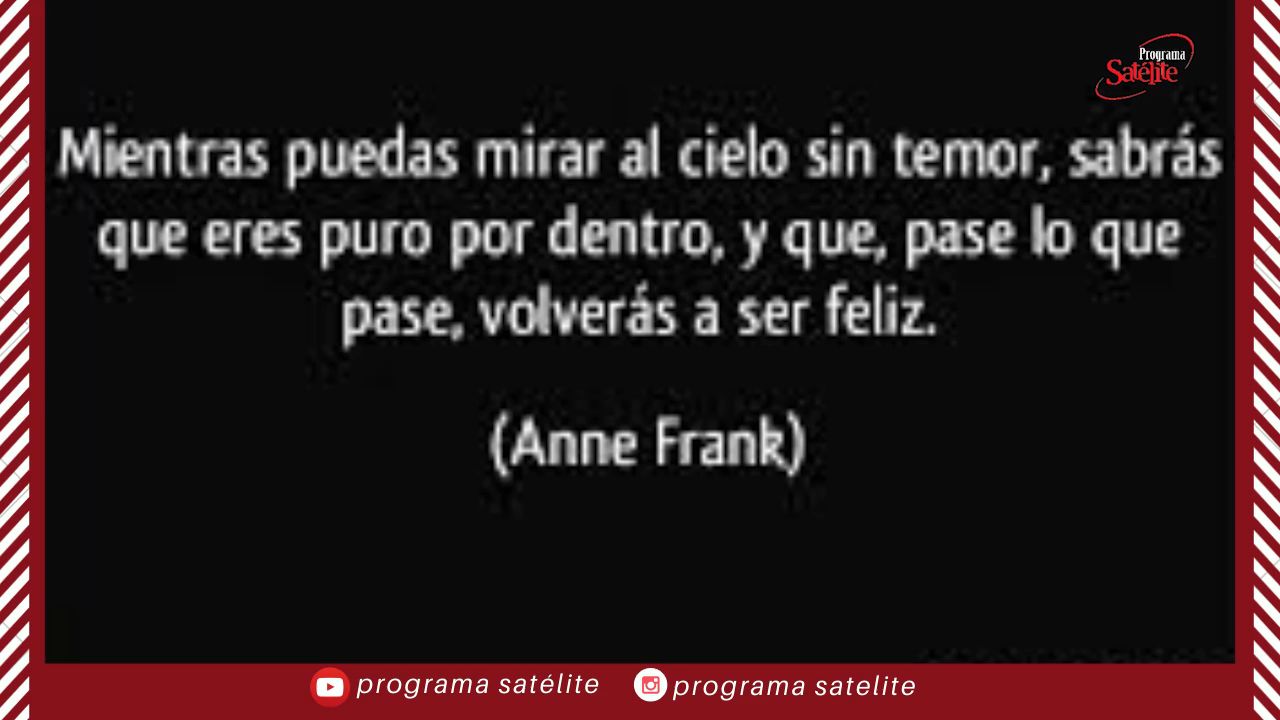 Programa
Satélite
Mientras puedas mirar al cielo sin temor, sabrás
que eres puro por dentro, y que, pase lo que
pase, volverás a ser feliz.
(Anne Frank)
programa satélite
programa satelite